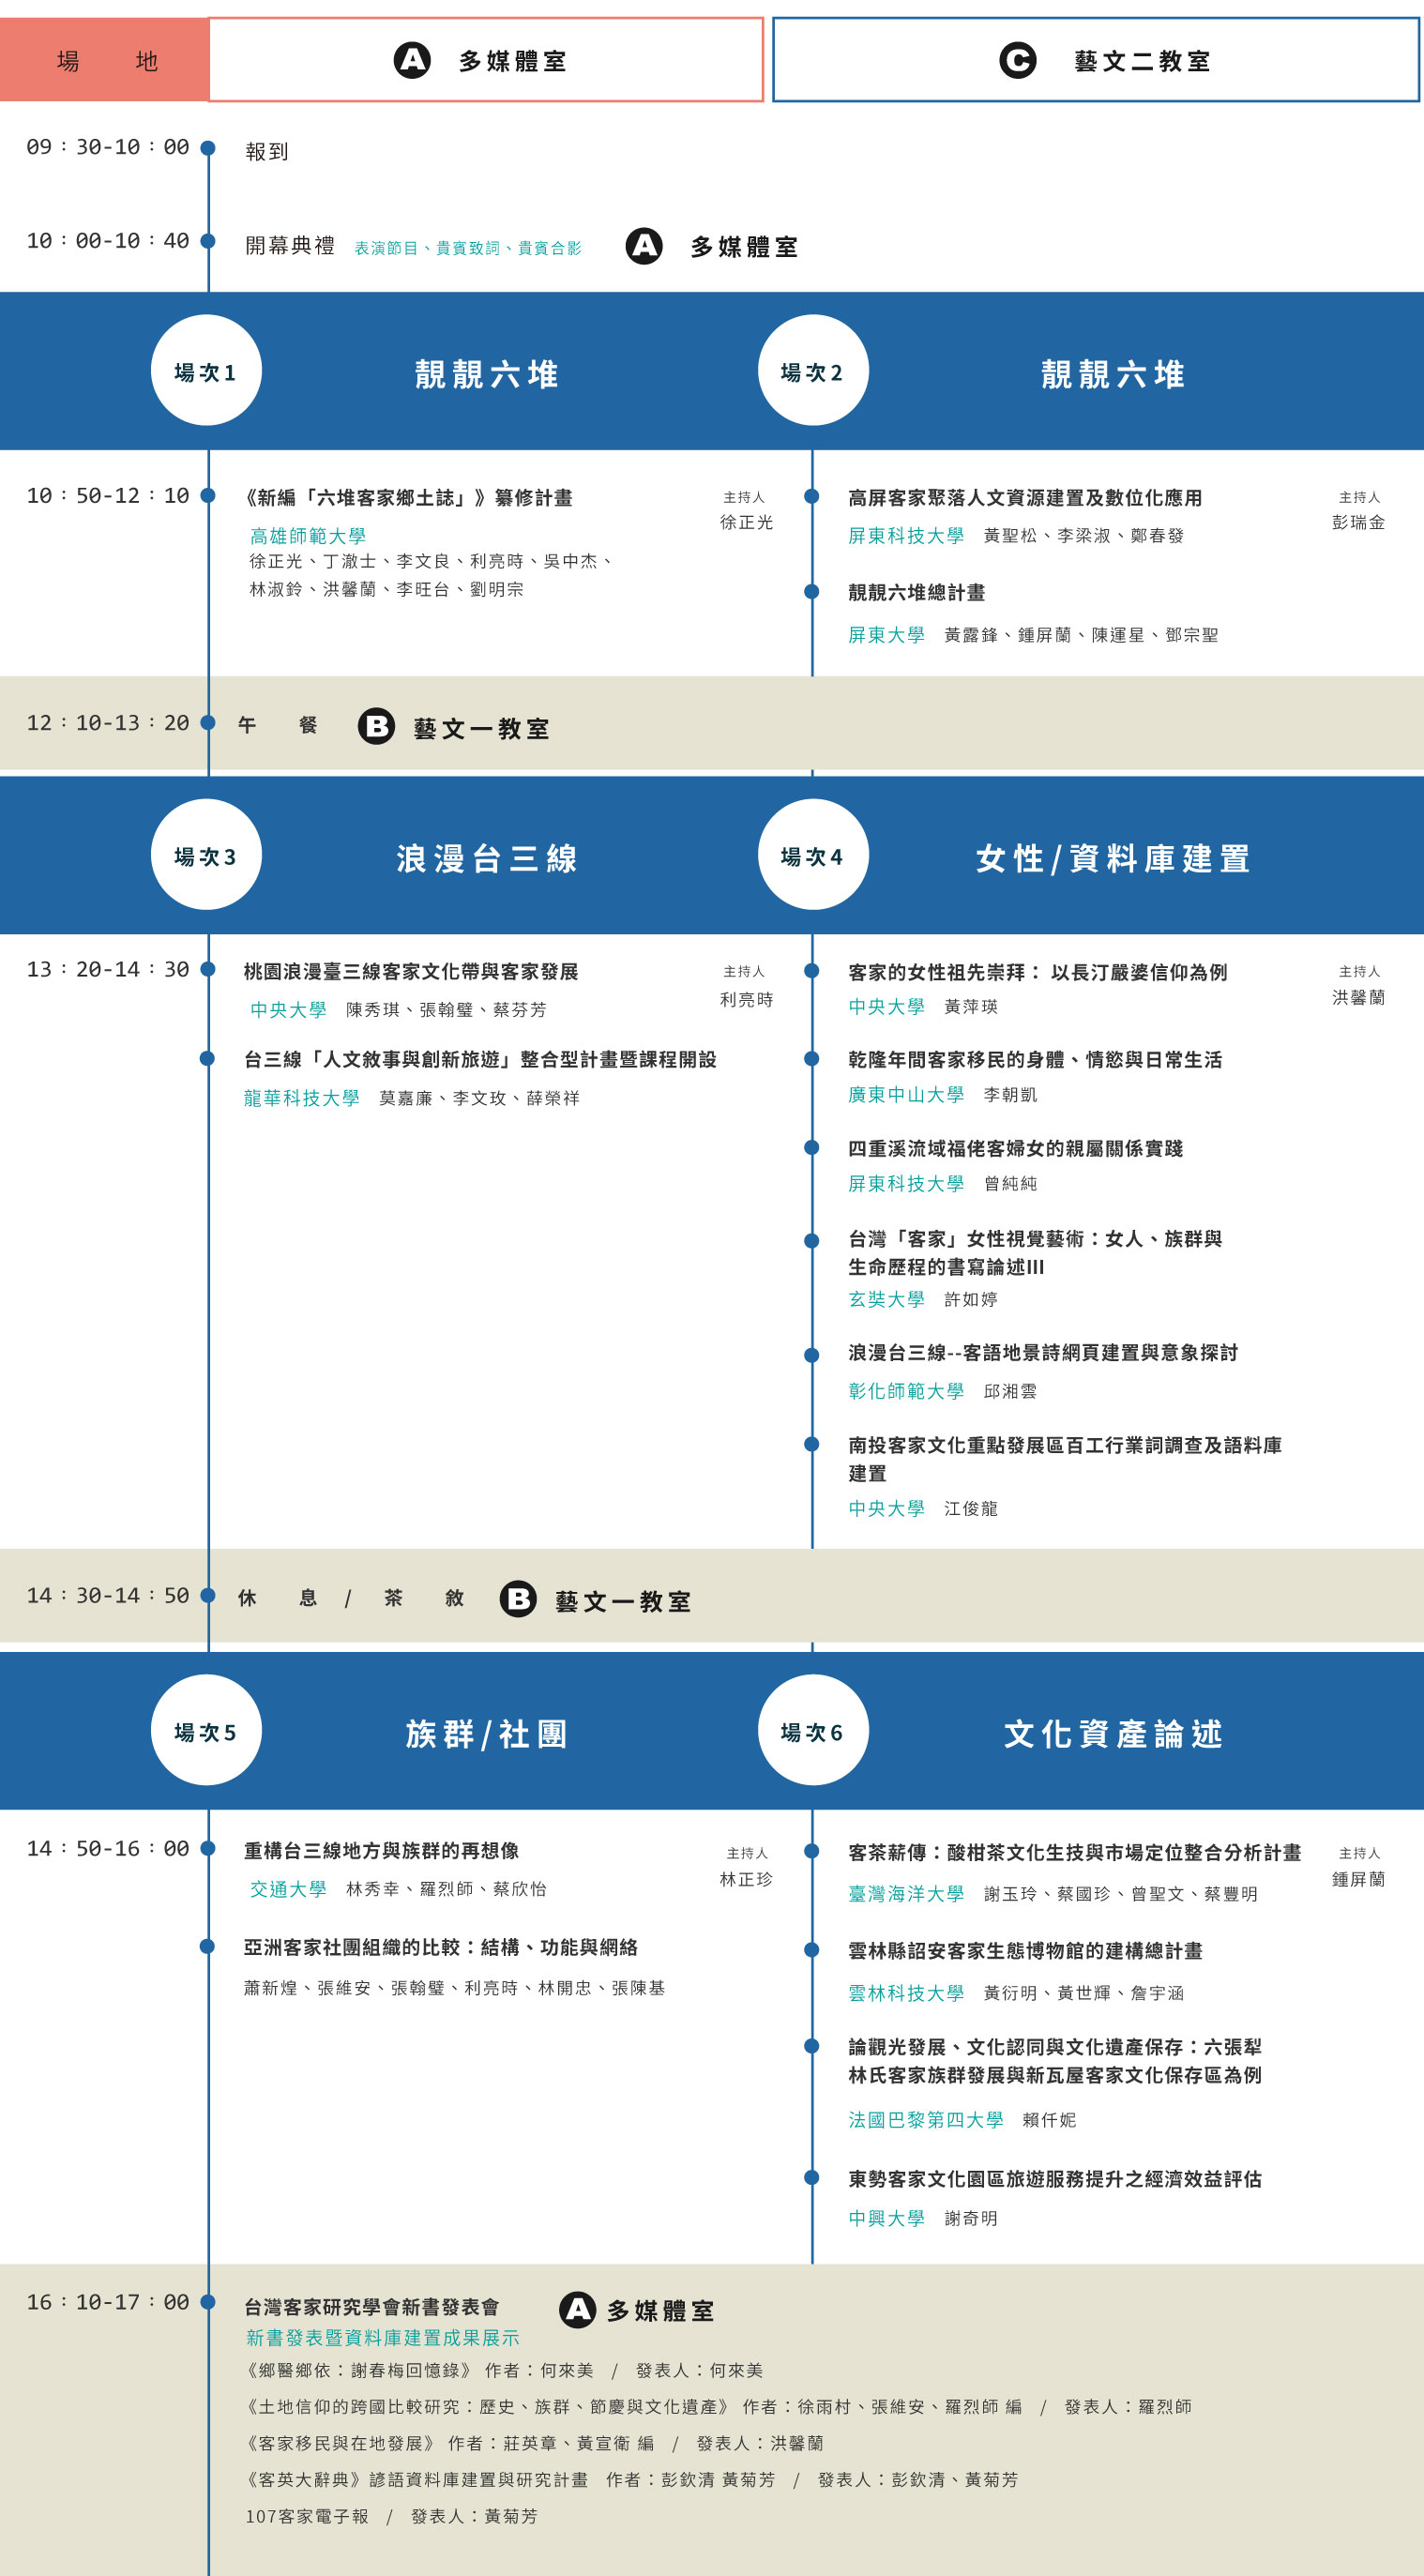 場　地
A 多媒體室
C 藝文二教室
09：30-10：00
報到
10：00-10：40
開幕典禮 表演節目、貴賓致詞、貴賓合影 A 多媒體室
場次1 靚靚六堆
場次2 靚靚六堆
10：50-12：10
《新編「六堆客家鄉土誌」》纂修計畫
主持人
徐正光
高雄師範大學
徐正光、丁澈士、李文良、利亮時、吳中杰、
林淑鈴、洪馨蘭、李旺台、劉明宗
高屏客家聚落人文資源建置及數位化應用
主持人
彭瑞金
屏東科技大學 黃聖松、李梁淑、鄭春發
靚靚六堆總計畫
屏東大學 黃露鋒、鍾屏蘭、陳運星、鄧宗聖
12：10-13：20
午　餐 B 藝文一教室
場次3 浪漫台三線
場次4 女性/資料庫建置
13：20-14：30
桃園浪漫臺三線客家文化帶與客家發展
主持人
利亮時
中央大學 陳秀琪、張翰璧、蔡芬芳
台三線「人文敘事與創新旅遊」整合型計畫暨課程開設
龍華科技大學 莫嘉廉、李文玫、薛榮祥
客家的女性祖先崇拜： 以長汀嚴婆信仰為例
主持人
洪馨蘭
中央大學 黃萍瑛
乾隆年間客家移民的身體、情慾與日常生活
廣東中山大學 李朝凱
四重溪流域福佬客婦女的親屬關係實踐
屏東科技大學 曾純純
台灣「客家」女性視覺藝術：女人、族群與
生命歷程的書寫論述III
玄奘大學 許如婷
浪漫台三線--客語地景詩網頁建置與意象探討
彰化師範大學 邱湘雲
南投客家文化重點發展區百工行業詞調查及語料庫
建置
中央大學 江俊龍
14：30-14：50
休　息 / 茶　敘 B 藝文一教室
場次5 族群/社團
場次6 文化資產論述
14：50-16：00
重構台三線地方與族群的再想像
主持人
林正珍
交通大學 林秀幸、羅烈師、蔡欣怡
亞洲客家社團組織的比較：結構、功能與網絡
蕭新煌、張維安、張翰璧、利亮時、林開忠、張陳基
客茶薪傳：酸柑茶文化生技與市場定位整合分析計畫
主持人
鍾屏蘭
臺灣海洋大學 謝玉玲、蔡國珍、曾聖文、蔡豐明
雲林縣詔安客家生態博物館的建構總計畫
雲林科技大學 黃衍明、黃世輝、詹宇涵
論觀光發展、文化認同與文化遺產保存：六張犁
林氏客家族群發展與新瓦屋客家文化保存區為例
法國巴黎第四大學 賴仟妮
東勢客家文化園區旅遊服務提升之經濟效益評估
中興大學 謝奇明
16：10-17：00
台灣客家研究學會新書發表會 A 多媒體室
新書發表暨資料庫建置成果展示
《鄉醫鄉依：謝春梅回憶錄》 作者：何來美 / 發表人：何來美
《土地信仰的跨國比較研究：歷史、族群、節慶與文化遺產》 作者：徐雨村、張維安、羅烈師 編 / 發表人：羅烈師
《客家移民與在地發展》 作者：莊英章、黃宣衛 編 / 發表人：洪馨蘭
《客英大辭典》諺語資料庫建置與研究計畫 作者：彭欽清 黃菊芳 / 發表人：彭欽清、黃菊芳
107客家電子報 / 發表人：黃菊芳